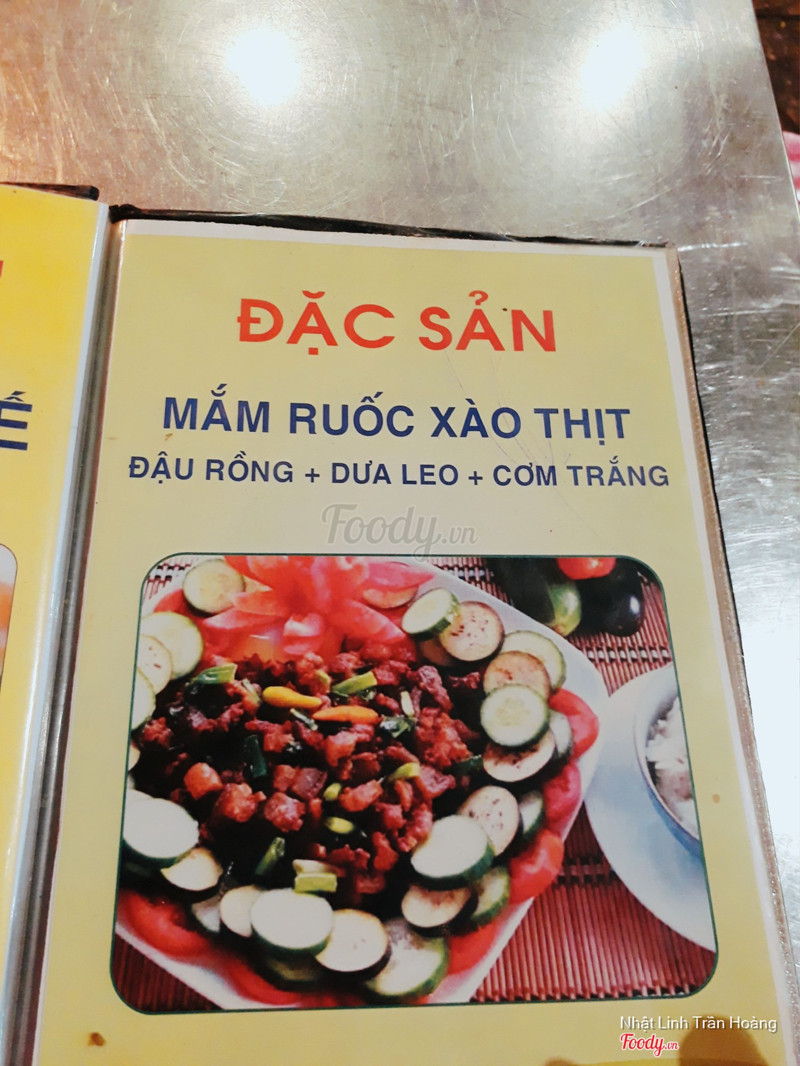 ĐẶC SẢN
MẮM RUỐC XÀO THỊT
ĐẬU RỒNG + DƯA LEO + CƠM TRẮNG
Foody.vn
Nhật Linh Trần Hoàng
Foody.vn